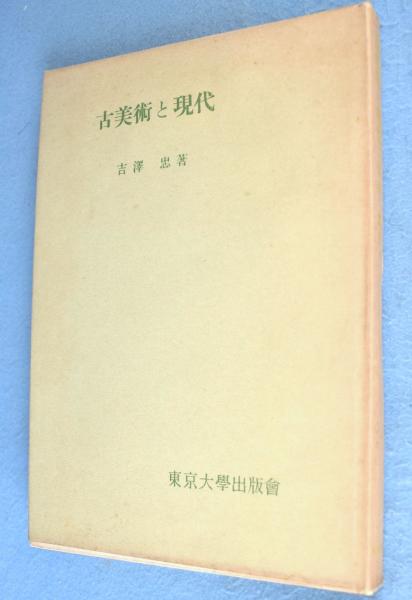 古美術と現代
吉澤 忠著
東京大學出版會